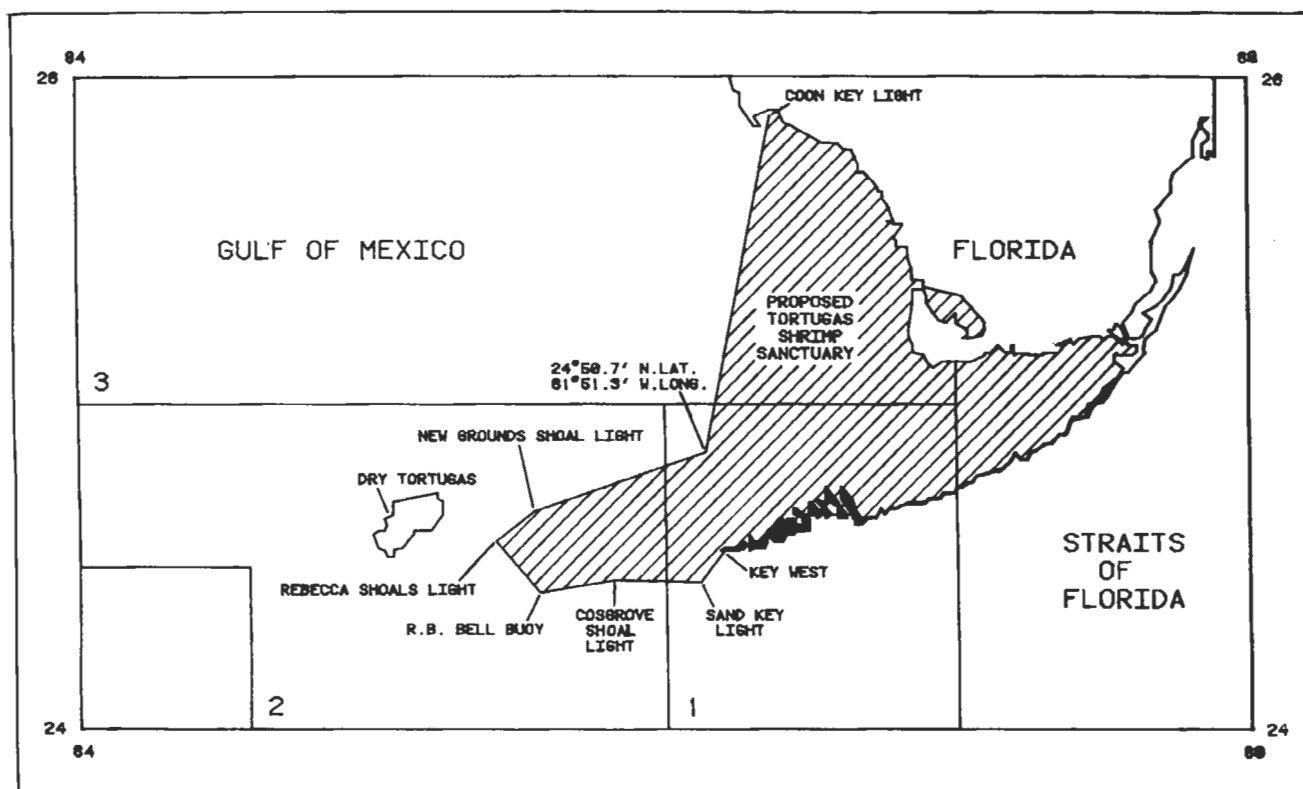 84
26
26
COON KEY LIGHT
GULF OF MEXICO
FLORIDA
PROPOSED
TORTUGAS
SHRIMP
SANCTUARY
24°50.7' N.LAT.
81°51.3' W.LONG.
3
NEW GROUNDS SHOAL LIGHT
DRY TORTUGAS
STRAITS
OF
FLORIDA
KEY WEST
REBECCA SHOALS LIGHT
R.B. BELL BUOY
COSGROVE
SHOAL
LIGHT
SAND KEY
LIGHT
2
1
24
24
84